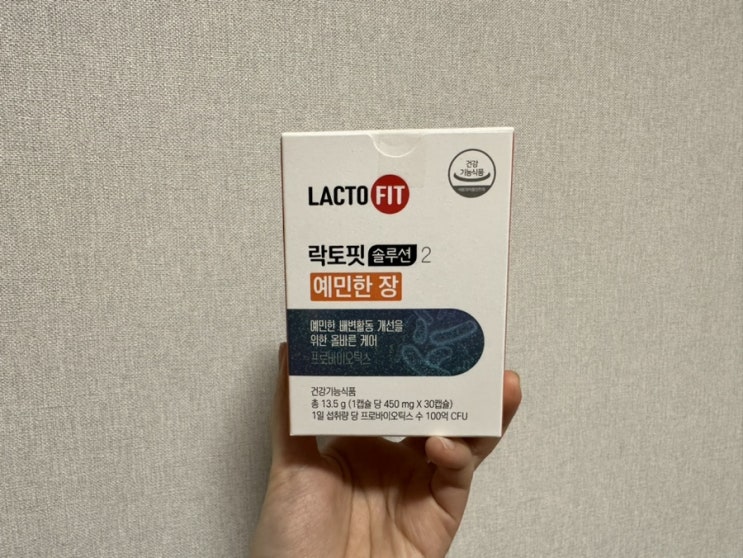 LACTO FIT
건강
기능식품
락토핏 솔루션 2
예민한 장
예민한 배변활동 개선을
위한 올바른 케어
프로바이오틱스
건강기능식품
총 13.5 g (1캡슐 당 450 mg X 30캡슐)
1일 섭취량 당 프로바이오틱스 수 100억 CFU